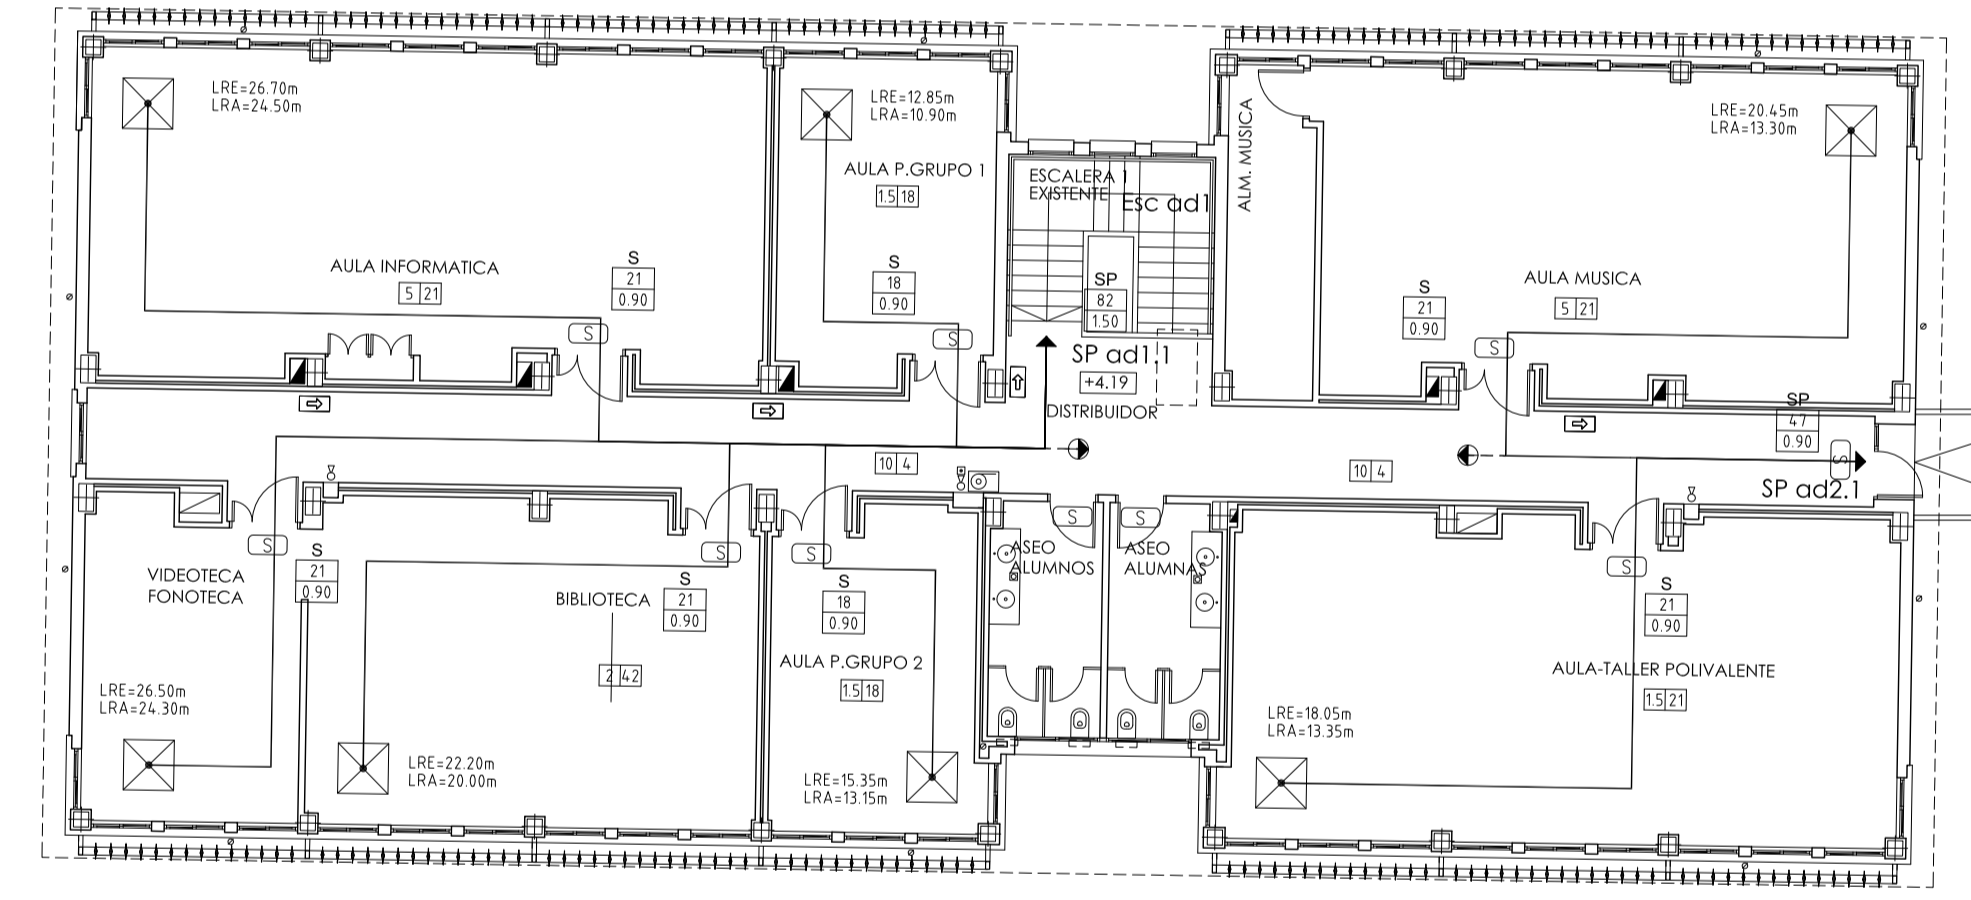 LRE=26.70m
LRA=24.50m
LRE=12.85m
LRA=10.90m
LRE=20.45m
LRA=13.30m
AULA P.GRUPO 1
1.5 18
ESCALERA 1
EXISTENTE
Esc ad1
ALM. MUSICA
AULA INFORMATICA
5 21
S
21
0.90
S
18
0.90
SP
82
1.50
S
21
0.90
AULA MUSICA
5 21
S
S
S
SP ad1.1
+4.19
DISTRIBUIDOR
SP
47
0.90
S
10 4
10 4
SP ad2.1
S
S
S
S
S
S
VIDEOTECA
FONOTECA
S
21
0.90
BIBLIOTECA
S
21
0.90
2 42
S
18
0.90
AULA P.GRUPO 2
1.5 18
ASEO
ALUMNOS
ASEO
ALUMNAS
S
21
0.90
AULA-TALLER POLIVALENTE
1.5 21
LRE=26.50m
LRA=24.30m
LRE=22.20m
LRA=20.00m
LRE=15.35m
LRA=13.15m
LRE=18.05m
LRA=13.35m